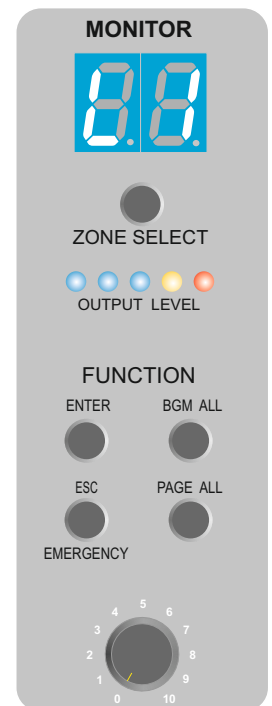 MONITOR
L1
ZONE SELECT
OUTPUT LEVEL
FUNCTION
ENTER BGM ALL
ESC PAGE ALL
EMERGENCY
5
4 6
3 7
2 8
1 9
0 10